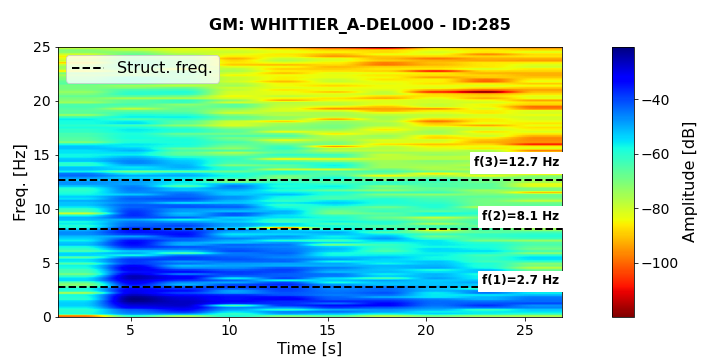 GM: WHITTIER_A-DEL000 - ID:285
25
20
15
10
5
0
Freq. [Hz]
Struct. freq.
f(3)=12.7 Hz
f(2)=8.1 Hz
f(1)=2.7 Hz
5 10 15 20 25
Time [s]
−40
−60
−80
−100
Amplitude [dB]